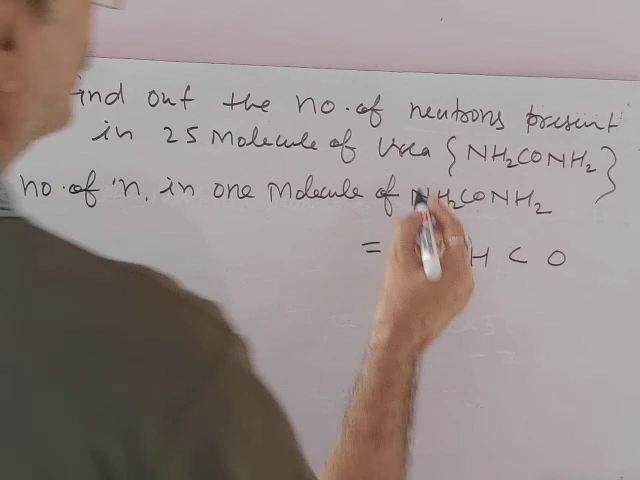 find out the no. of neutrons present
in 25 Molecule of Urea {NH₂CONH₂}
no. of 'n' in one Molecule of NH₂CONH₂
= H C O